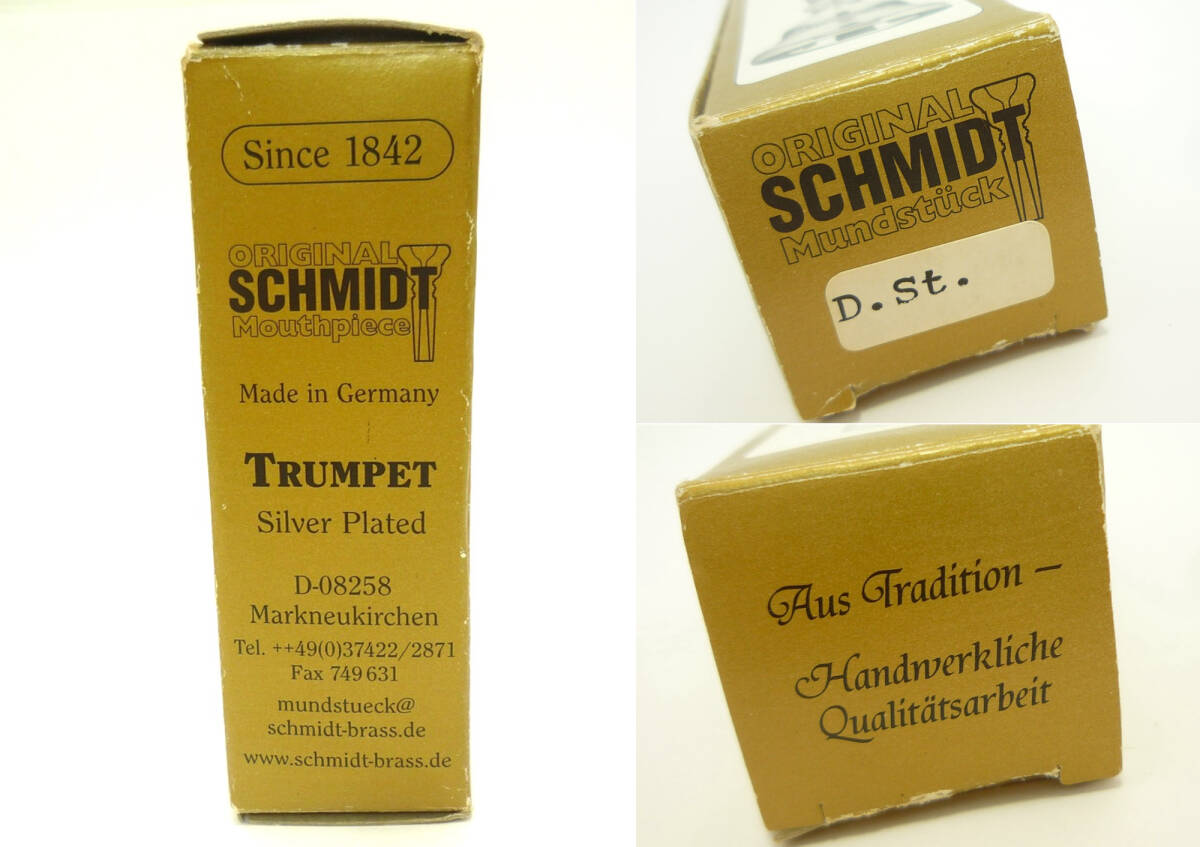 Since 1842
ORIGINAL
SCHMIDT
Mouthpiece
Made in Germany
TRUMPET
Silver Plated
D-08258
Markneukirchen
Tel. ++49(0)37422/2871
Fax 749 631
mundstueck@
schmidt-brass.de
www.schmidt-brass.de
ORIGINAL
SCHMIDT
Mundstück
D.St.
Aus Tradition –
Handwerkliche
Qualitätsarbeit